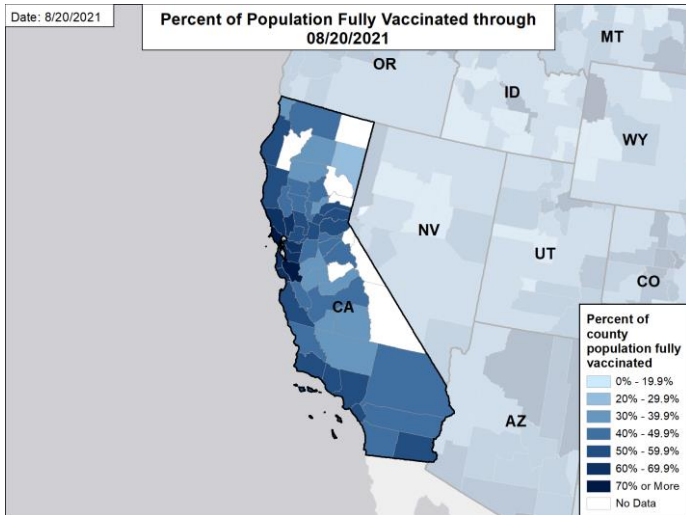 Date: 8/20/2021
Percent of Population Fully Vaccinated through
08/20/2021
MT
OR
ID
WY
NV
UT
CO
CA
AZ
Percent of
county
population fully
vaccinated
0% - 19.9%
20% - 29.9%
30% - 39.9%
40% - 49.9%
50% - 59.9%
60% - 69.9%
70% or More
No Data